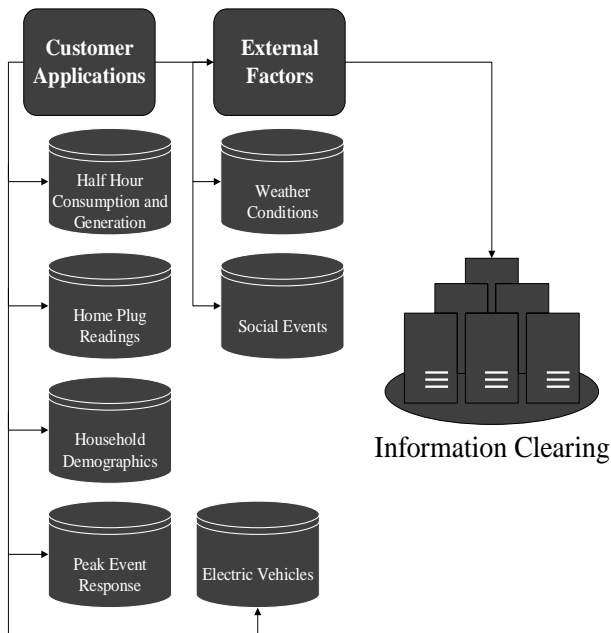 Customer
Applications
External
Factors
Half Hour
Consumption and
Generation
Weather
Conditions
Home Plug
Readings
Social Events
Information Clearing
Household
Demographics
Peak Event
Response
Electric Vehicles